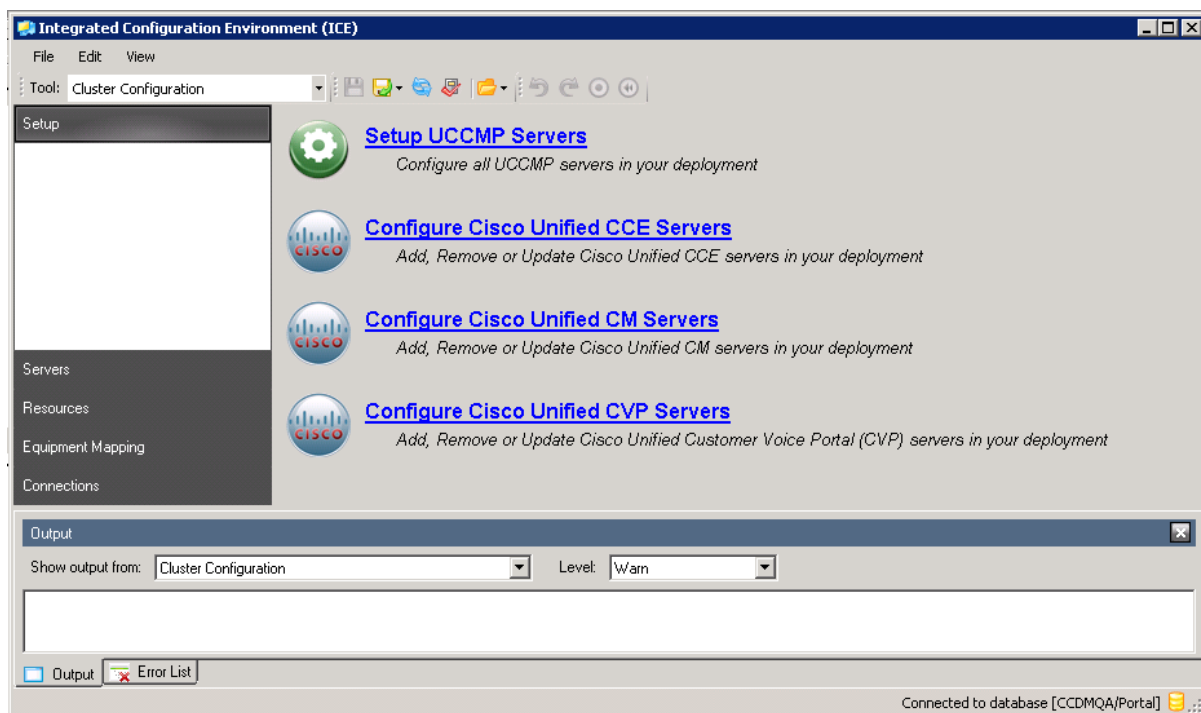 Integrated Configuration Environment (ICE)
File Edit View
Tool: Cluster Configuration
Setup
Setup UCCMP Servers
Configure all UCCMP servers in your deployment
CISCO
Configure Cisco Unified CCE Servers
Add, Remove or Update Cisco Unified CCE servers in your deployment
CISCO
Configure Cisco Unified CM Servers
Add, Remove or Update Cisco Unified CM servers in your deployment
CISCO
Configure Cisco Unified CVP Servers
Add, Remove or Update Cisco Unified Customer Voice Portal (CVP) servers in your deployment
Servers
Resources
Equipment Mapping
Connections
Output
Show output from: Cluster Configuration Level: Warn
Output Error List
Connected to database [CCDMQA/Portal]